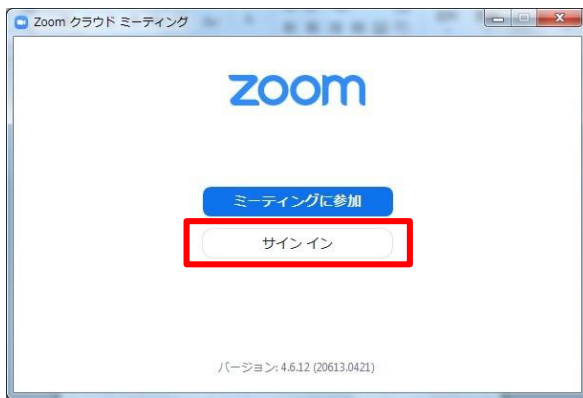 Zoom クラウド ミーティング
zoom
ミーティングに参加
サイン イン
バージョン: 4.6.12 (20613.0421)